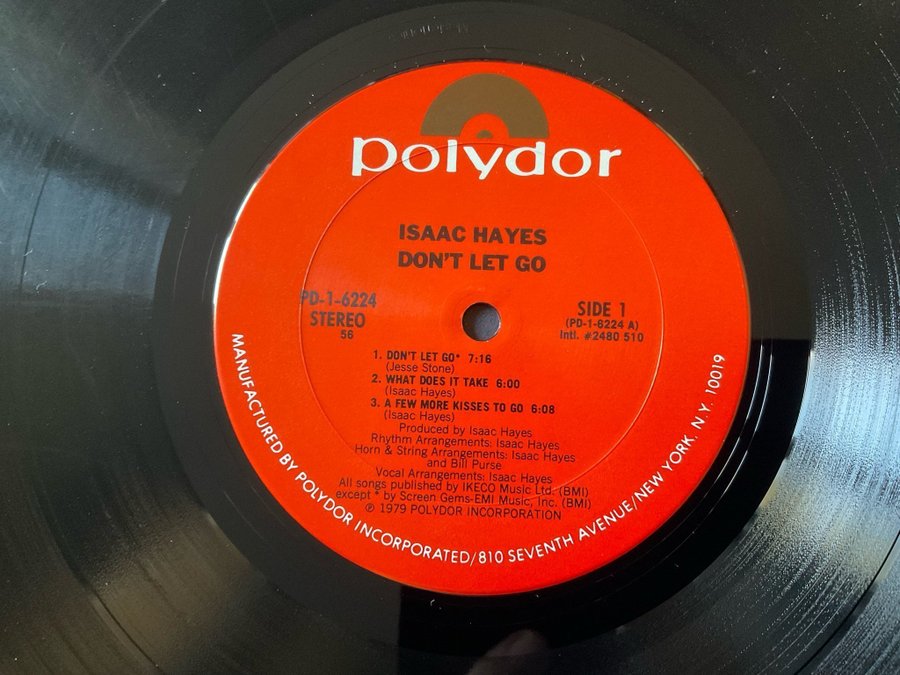 polydor
ISAAC HAYES
DON'T LET GO
PD-1-6224
STEREO
56
SIDE 1
(PD-1-6224 A)
Intl. #2480 510
1. DON'T LET GO* 7:16
(Jesse Stone)
2. WHAT DOES IT TAKE 6:00
(Isaac Hayes)
3. A FEW MORE KISSES TO GO 6:08
(Isaac Hayes)
Produced by Isaac Hayes
Rhythm Arrangements: Isaac Hayes
Horn & String Arrangements: Isaac Hayes
and Bill Purse
Vocal Arrangements: Isaac Hayes
All songs published by IKECO Music Ltd. (BMI)
except * by Screen Gems-EMI Music, Inc. (BMI)
℗ 1979 POLYDOR INCORPORATION
MANUFACTURED BY POLYDOR INCORPORATED/810 SEVENTH AVENUE/NEW YORK, N.Y. 10019